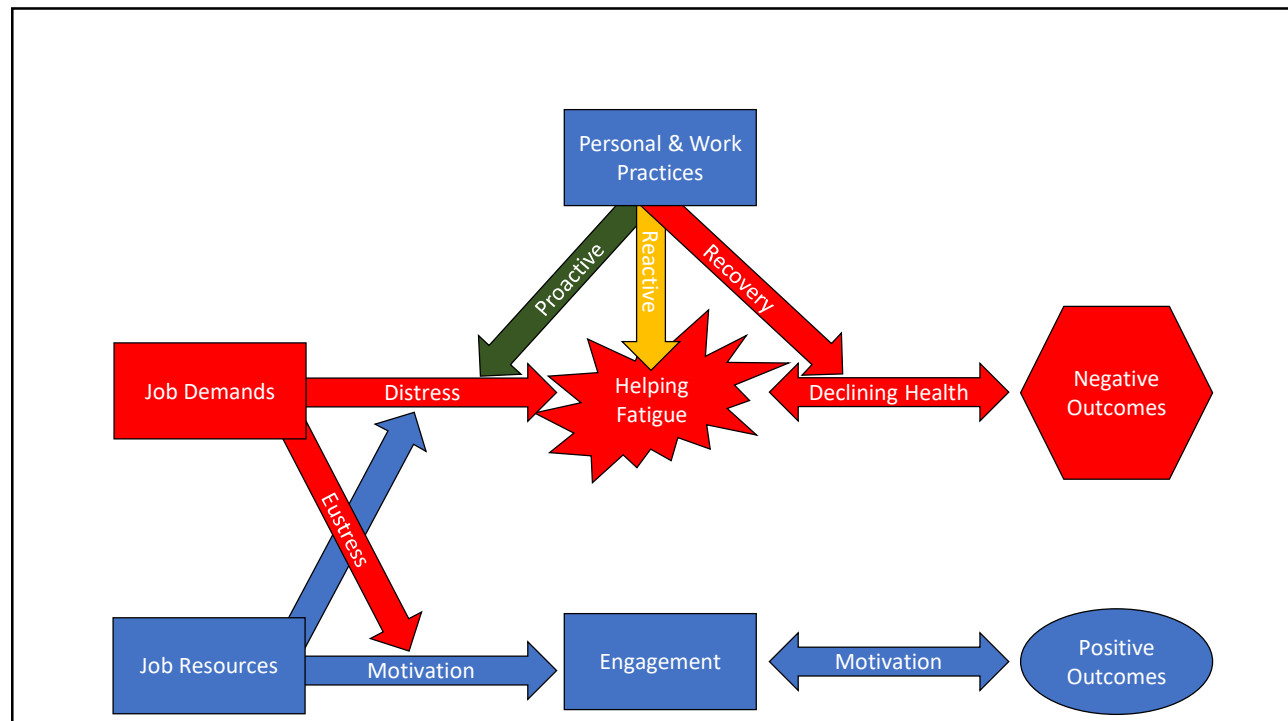 Personal & Work
Practices
Proactive
Reactive
Recovery
Job Demands
Distress
Helping
Fatigue
Declining Health
Negative
Outcomes
Eustress
Job Resources
Motivation
Engagement
Motivation
Positive
Outcomes